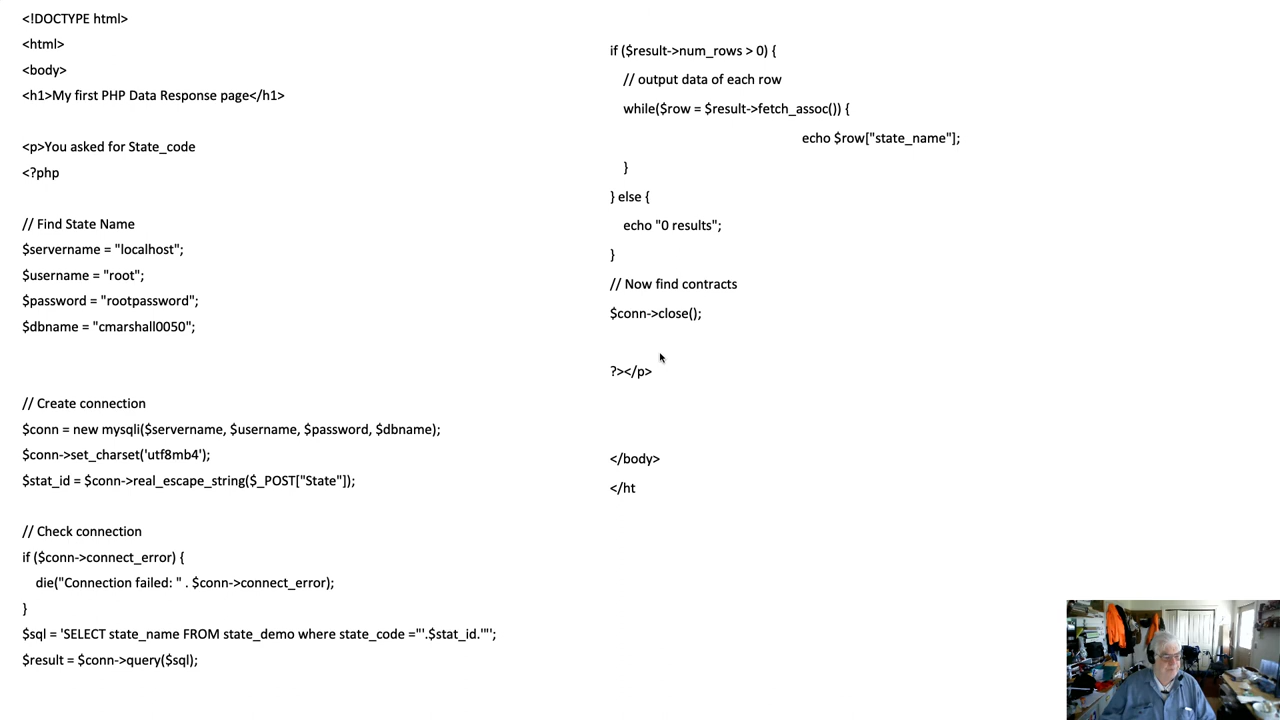 <!DOCTYPE html>
<html>
<body>
<h1>My first PHP Data Response page</h1>
<p>You asked for State_code
<?php
// Find State Name
$servername = "localhost";
$username = "root";
$password = "rootpassword";
$dbname = "cmarshall0050";
// Create connection
$conn = new mysqli($servername, $username, $password, $dbname);
$conn->set_charset('utf8mb4');
$stat_id = $conn->real_escape_string($_POST["State"]);
// Check connection
if ($conn->connect_error) {
die("Connection failed: " . $conn->connect_error);
}
$sql = 'SELECT state_name FROM state_demo where state_code ="'.$stat_id.'"';
$result = $conn->query($sql);
if ($result->num_rows > 0) {
// output data of each row
while($row = $result->fetch_assoc()) {
echo $row["state_name"];
}
} else {
echo "0 results";
}
// Now find contracts
$conn->close();
?></p>
</body>
</ht